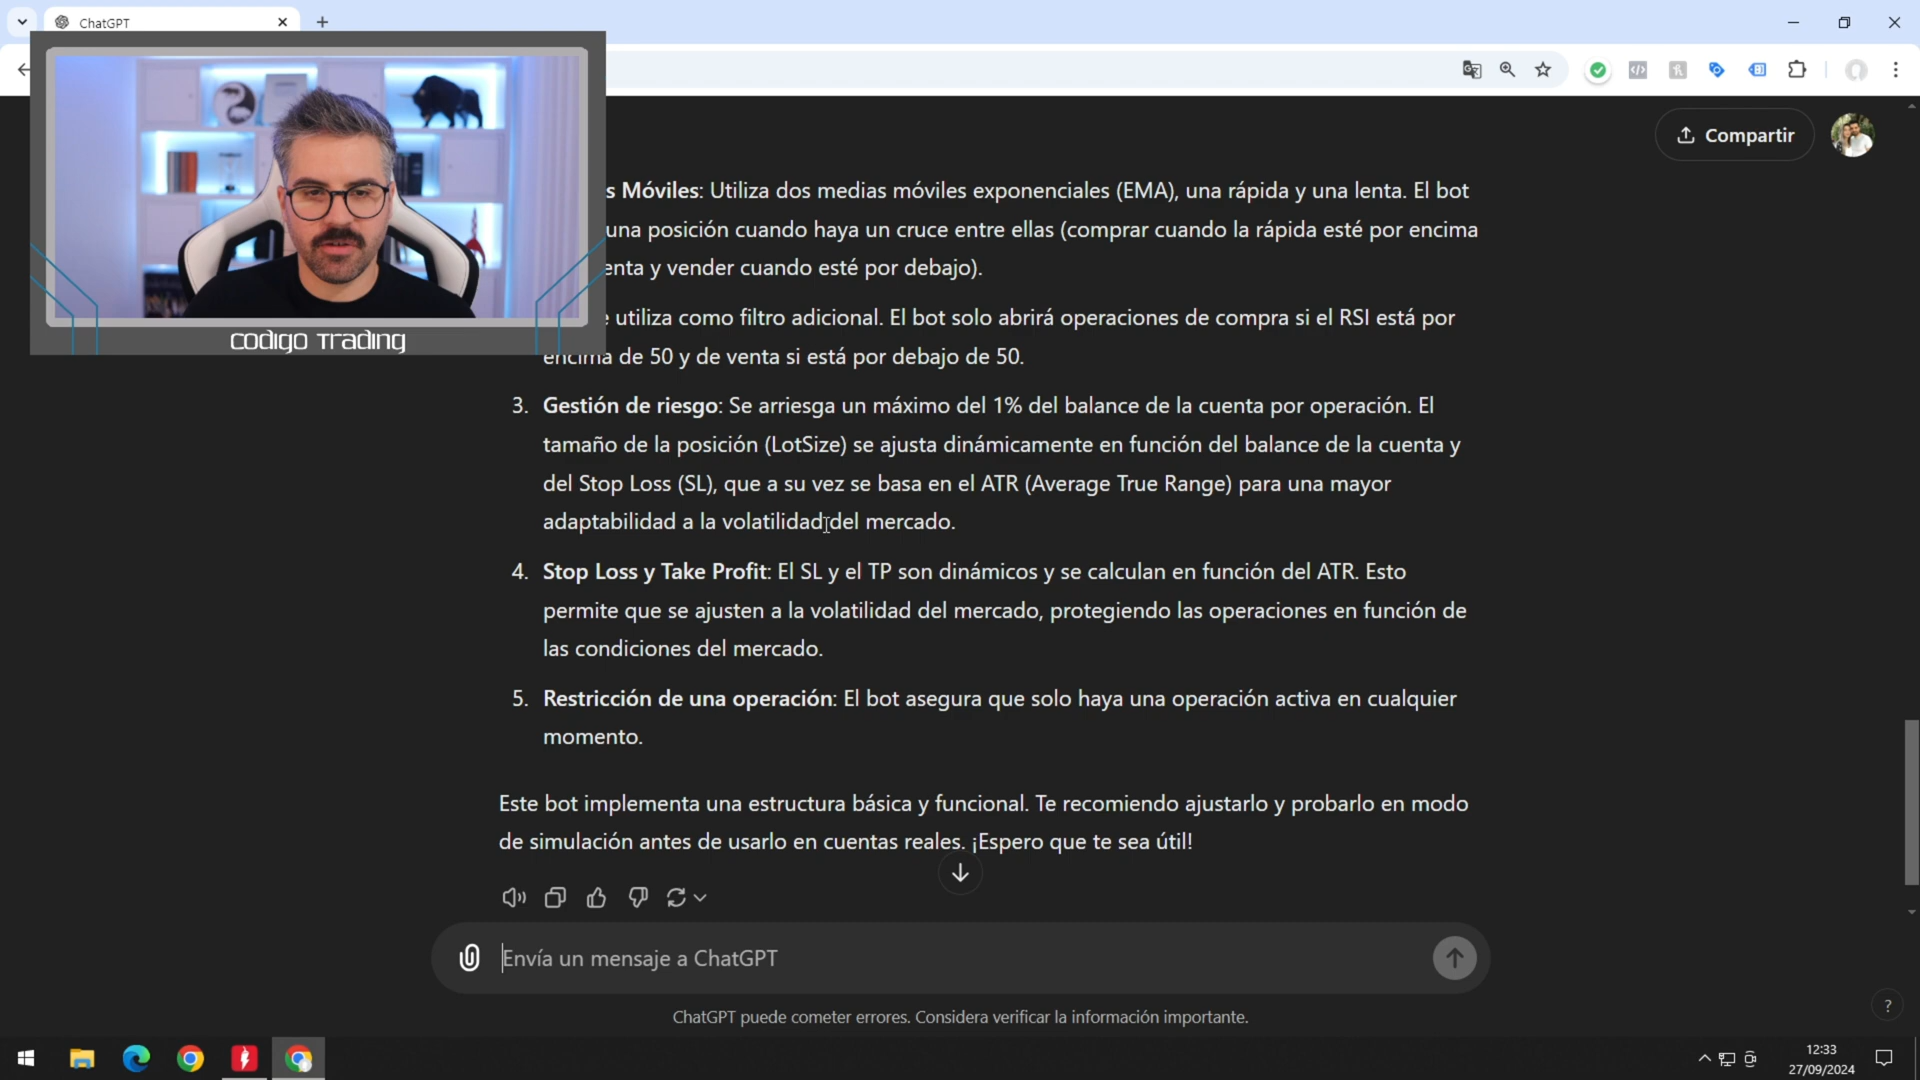 ChatGPT
Compartir
s Móviles: Utiliza dos medias móviles exponenciales (EMA), una rápida y una lenta. El bot
una posición cuando haya un cruce entre ellas (comprar cuando la rápida esté por encima
enta y vender cuando esté por debajo).
e utiliza como filtro adicional. El bot solo abrirá operaciones de compra si el RSI está por
encima de 50 y de venta si está por debajo de 50.
codigo Trading
3. Gestión de riesgo: Se arriesga un máximo del 1% del balance de la cuenta por operación. El
tamaño de la posición (LotSize) se ajusta dinámicamente en función del balance de la cuenta y
del Stop Loss (SL), que a su vez se basa en el ATR (Average True Range) para una mayor
adaptabilidad a la volatilidad del mercado.
4. Stop Loss y Take Profit: El SL y el TP son dinámicos y se calculan en función del ATR. Esto
permite que se ajusten a la volatilidad del mercado, protegiendo las operaciones en función de
las condiciones del mercado.
5. Restricción de una operación: El bot asegura que solo haya una operación activa en cualquier
momento.
Este bot implementa una estructura básica y funcional. Te recomiendo ajustarlo y probarlo en modo
de simulación antes de usarlo en cuentas reales. ¡Espero que te sea útil!
Envía un mensaje a ChatGPT
ChatGPT puede cometer errores. Considera verificar la información importante.
?
12:33
27/09/2024